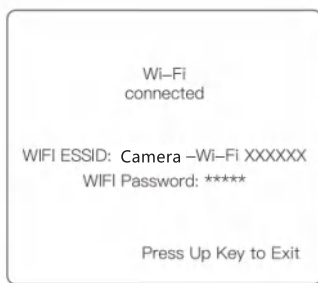 Wi-Fi
connected
WIFI ESSID: Camera -Wi-Fi XXXXXX
WIFI Password: *****
Press Up Key to Exit